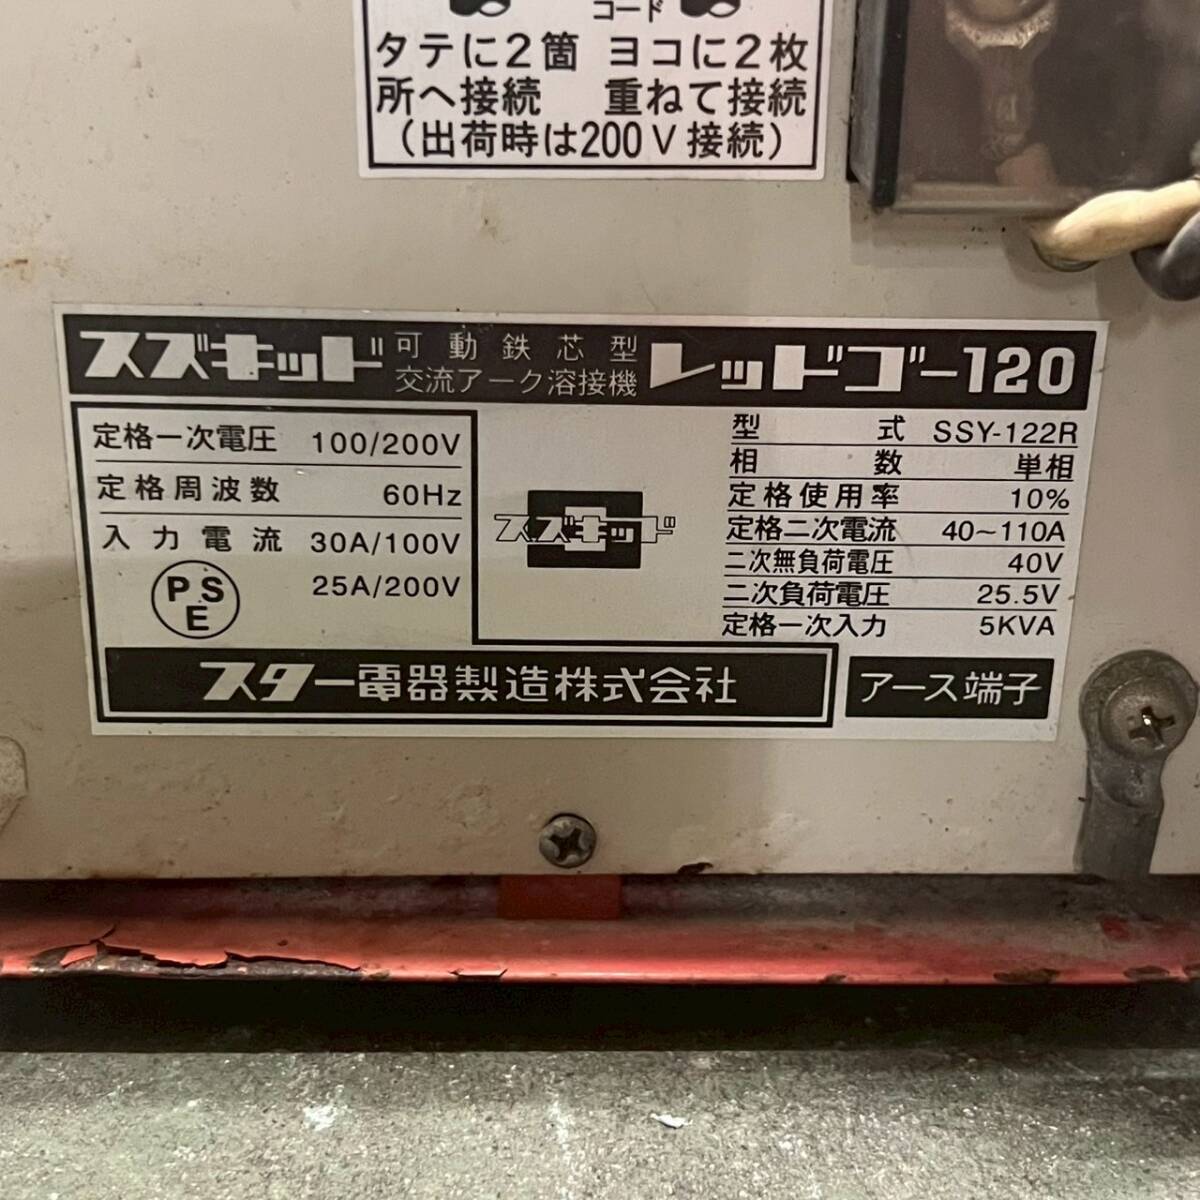 コード
タテに2箇 ヨコに2枚
所へ接続 重ねて接続
(出荷時は200V接続)
スズキッド 可動鉄芯型 交流アーク溶接機 レッドゴー120
定格一次電圧 100/200V
定格周波数 60Hz
入力電流 30A/100V
25A/200V
PSE
スズキッド
型式 SSY-122R
相数 単相
定格使用率 10%
定格二次電流 40~110A
二次無負荷電圧 40V
二次負荷電圧 25.5V
定格一次入力 5KVA
スター電器製造株式会社
アース端子